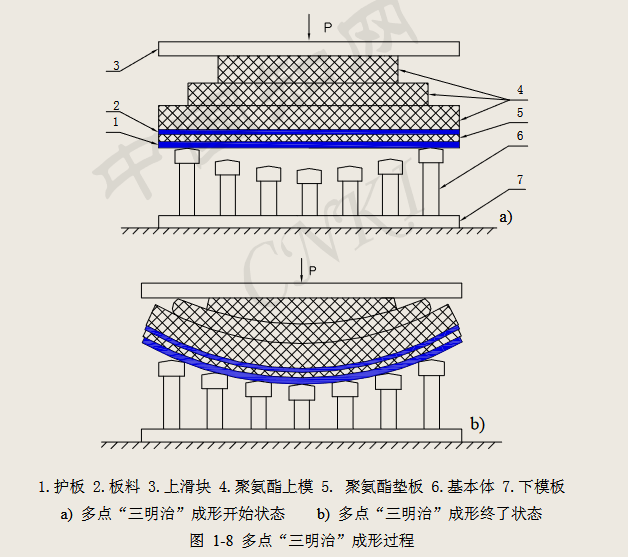 P
3
4
2
5
1
6
7
a)
P
b)
1.护板 2.板料 3.上滑块 4.聚氨酯上模 5. 聚氨酯垫板 6.基本体 7.下模板
a) 多点“三明治”成形开始状态 b) 多点“三明治”成形终了状态
图 1-8 多点“三明治”成形过程
中
网
CNKI